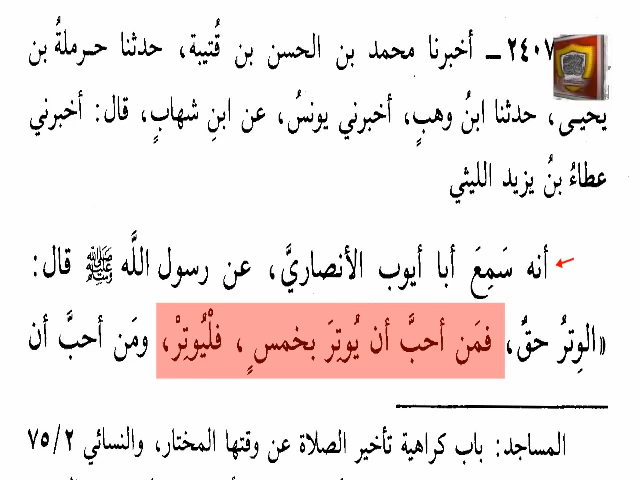 ٢٤٠٧ ـ أخبرنا محمد بن الحسن بن قُتيبة، حدثنا حرملةُ بن
يحيى، حدثنا ابنُ وهبٍ، أخبرني يونسُ، عن ابنِ شهابٍ، قال: أخبرني
عطاءُ بنُ يزيد الليثي
أنه سَمِعَ أبا أيوب الأنصاريَّ، عن رسول اللَّه ﷺ قال:
«الوِترُ حقٌ، فمَن أحبَّ أن يُوتِرَ بخمسٍ، فلْيُوتِرْ، ومَن أحبَّ أن
المساجد: باب كراهية تأخير الصلاة عن وقتها المختار، والنسائي ٧٥/٢